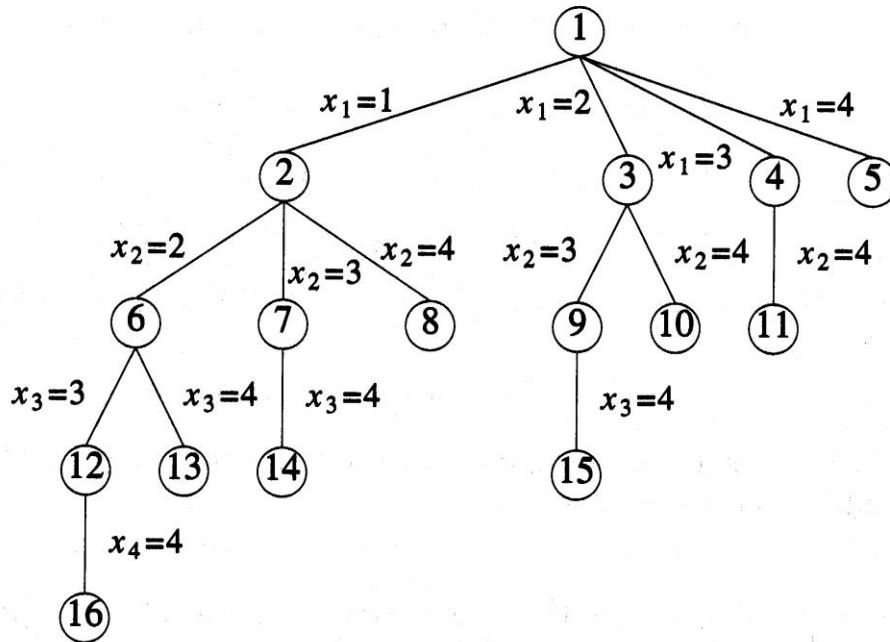 1
x₁=1
x₁=2
x₁=3
x₁=4
2
3
4
5
x₂=2
x₂=3
x₂=4
x₂=3
x₂=4
x₂=4
6
7
8
9
10
11
x₃=3
x₃=4
x₃=4
x₃=4
12
13
14
15
x₄=4
16